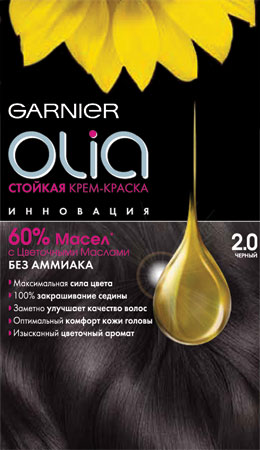 GARNIER
OLIA
СТОЙКАЯ КРЕМ-КРАСКА
ИННОВАЦИЯ
60% Масел*
с Цветочными Маслами
БЕЗ АММИАКА
2.0
ЧЕРНЫЙ
» Максимальная сила цвета
» 100% закрашивание седины
» Заметно улучшает качество волос
» Оптимальный комфорт кожи головы
» Изысканный цветочный аромат